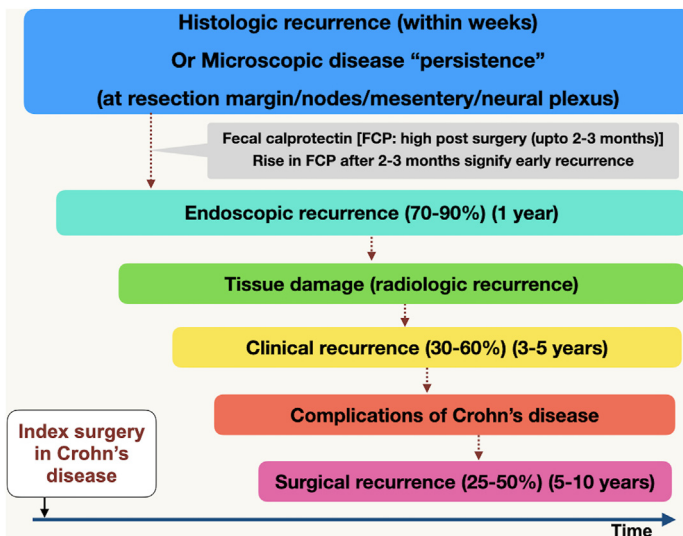 Histologic recurrence (within weeks)
Or Microscopic disease “persistence”
(at resection margin/nodes/mesentery/neural plexus)
Fecal calprotectin [FCP: high post surgery (upto 2-3 months)]
Rise in FCP after 2-3 months signify early recurrence
Endoscopic recurrence (70-90%) (1 year)
Tissue damage (radiologic recurrence)
Clinical recurrence (30-60%) (3-5 years)
Complications of Crohn’s disease
Surgical recurrence (25-50%) (5-10 years)
Index surgery
in Crohn’s
disease
Time